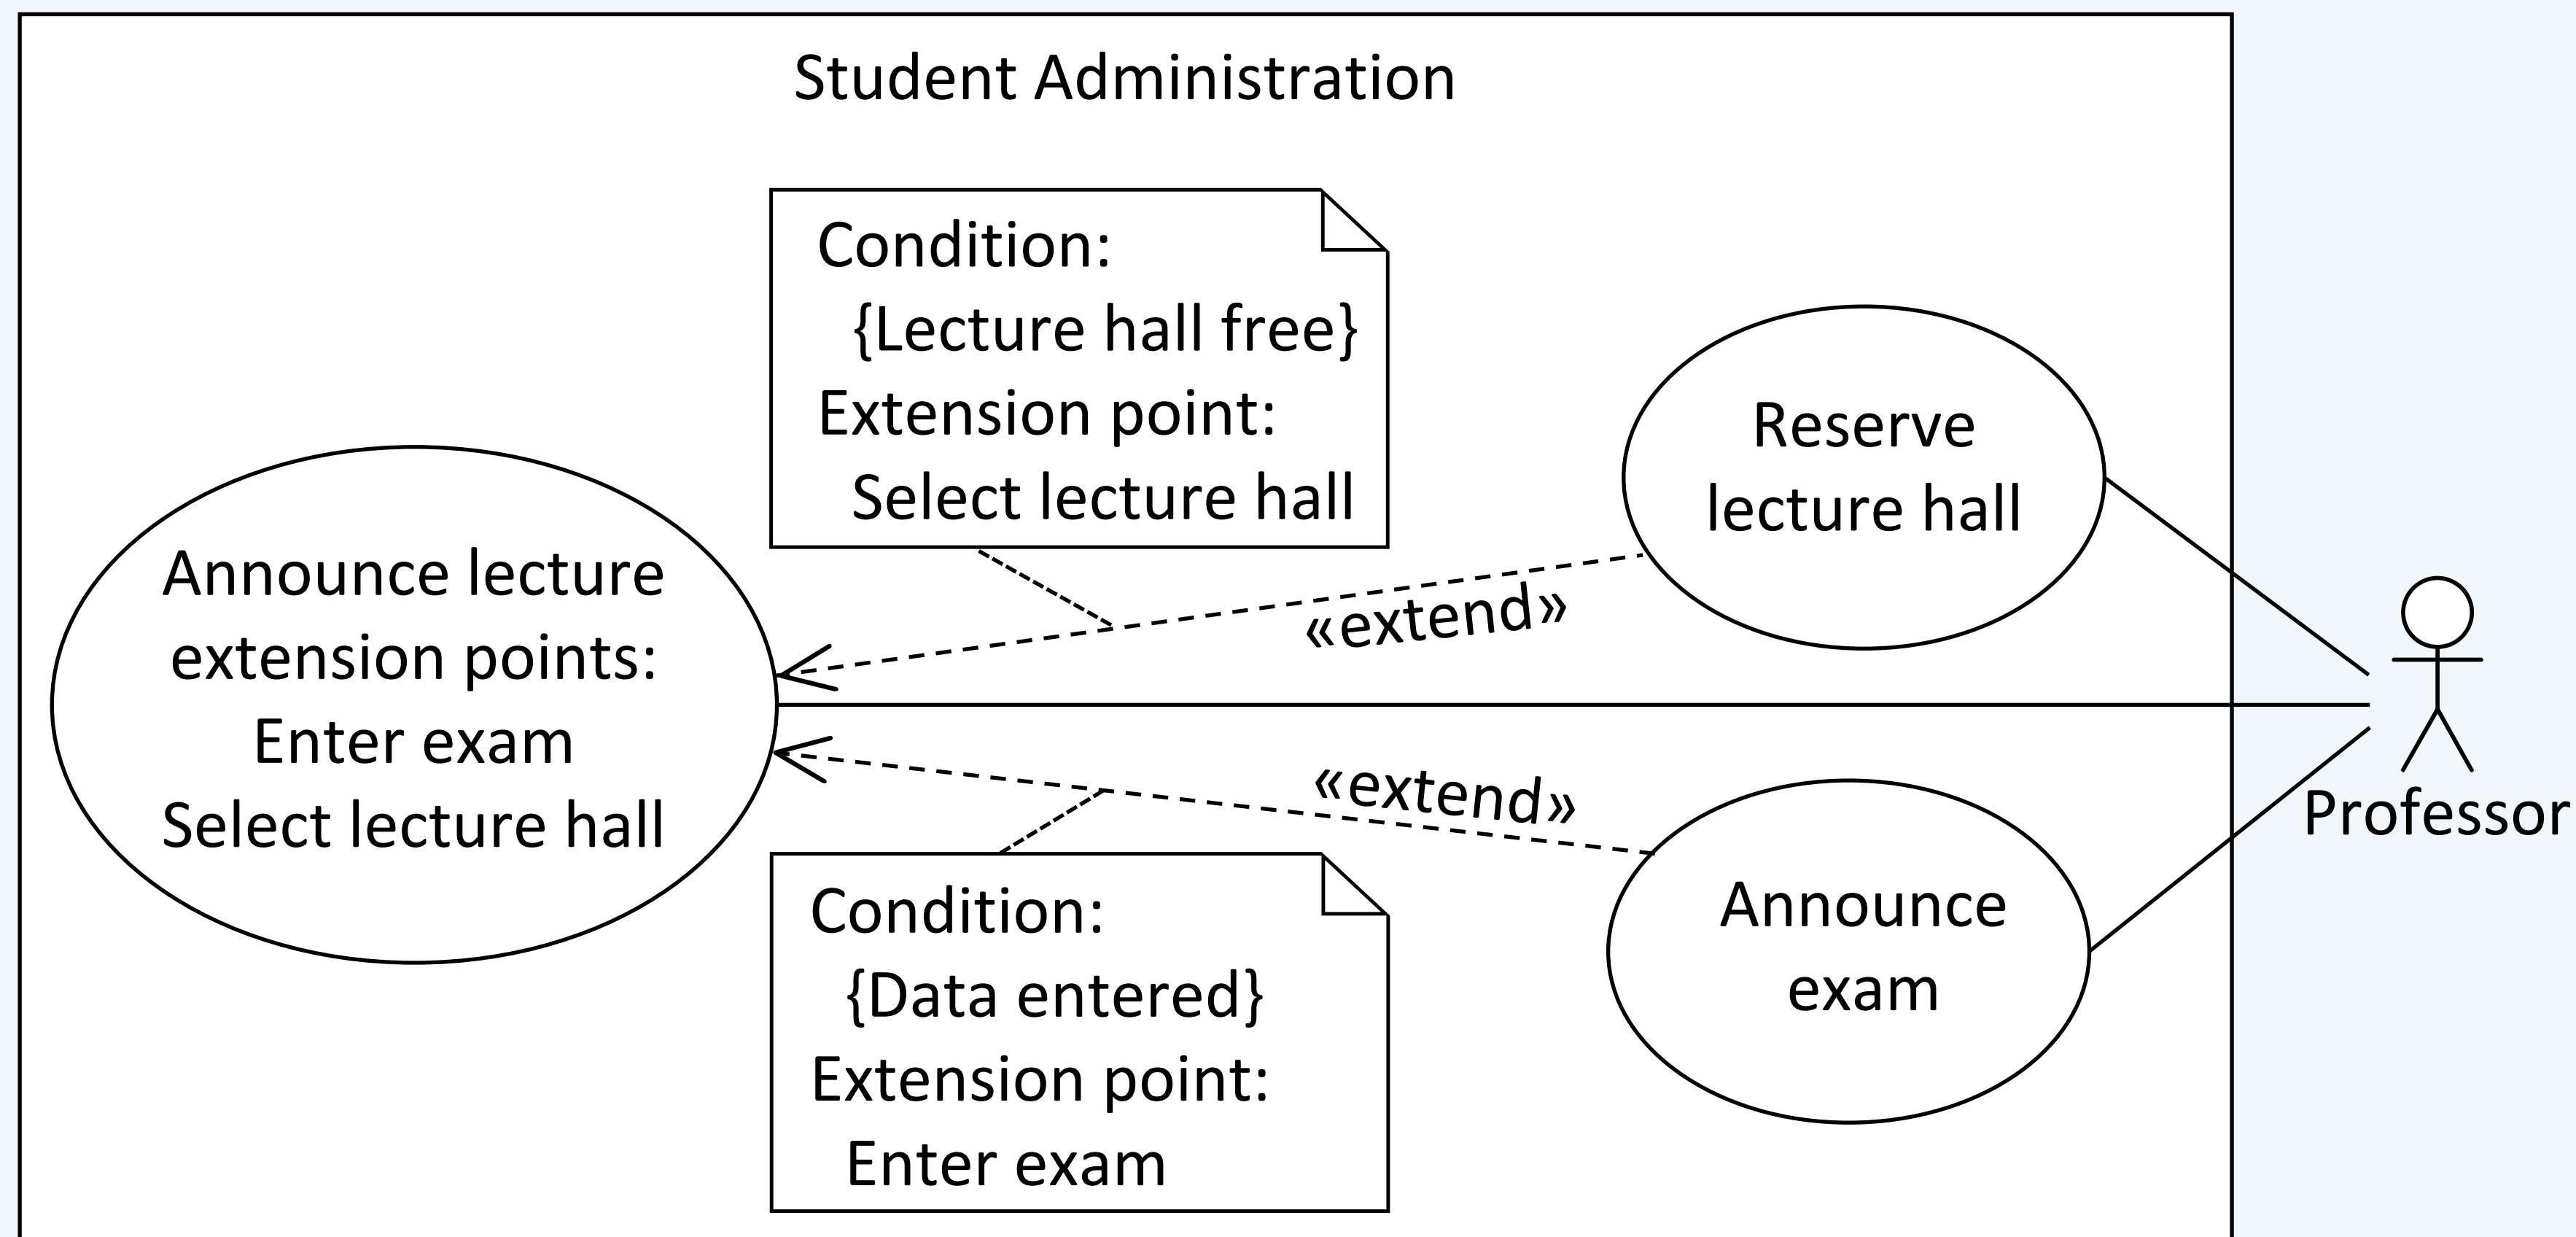 Student Administration
Condition:
{Lecture hall free}
Extension point:
Select lecture hall
Reserve
lecture hall
Announce lecture
extension points:
Enter exam
Select lecture hall
«extend»
«extend»
Professor
Condition:
{Data entered}
Extension point:
Enter exam
Announce
exam